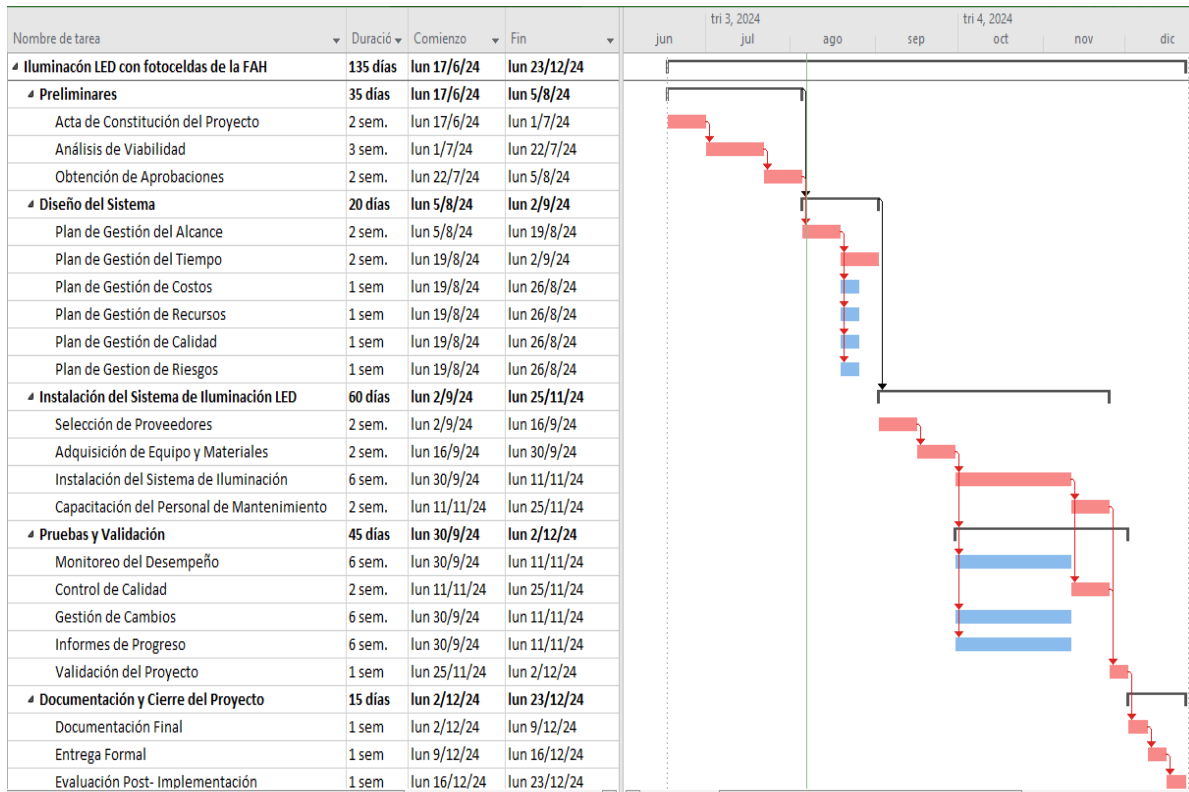 tri 3, 2024 tri 4, 2024
Nombre de tarea Duració Comienzo Fin jun jul ago sep oct nov dic
Iluminacón LED con fotoceldas de la FAH 135 días lun 17/6/24 lun 23/12/24
Preliminares 35 días lun 17/6/24 lun 5/8/24
Acta de Constitución del Proyecto 2 sem. lun 17/6/24 lun 1/7/24
Análisis de Viabilidad 3 sem. lun 1/7/24 lun 22/7/24
Obtención de Aprobaciones 2 sem. lun 22/7/24 lun 5/8/24
Diseño del Sistema 20 días lun 5/8/24 lun 2/9/24
Plan de Gestión del Alcance 2 sem. lun 5/8/24 lun 19/8/24
Plan de Gestión del Tiempo 2 sem. lun 19/8/24 lun 2/9/24
Plan de Gestión de Costos 1 sem lun 19/8/24 lun 26/8/24
Plan de Gestión de Recursos 1 sem lun 19/8/24 lun 26/8/24
Plan de Gestión de Calidad 1 sem lun 19/8/24 lun 26/8/24
Plan de Gestion de Riesgos 1 sem lun 19/8/24 lun 26/8/24
Instalación del Sistema de Iluminación LED 60 días lun 2/9/24 lun 25/11/24
Selección de Proveedores 2 sem. lun 2/9/24 lun 16/9/24
Adquisición de Equipo y Materiales 2 sem. lun 16/9/24 lun 30/9/24
Instalación del Sistema de Iluminación 6 sem. lun 30/9/24 lun 11/11/24
Capacitación del Personal de Mantenimiento 2 sem. lun 11/11/24 lun 25/11/24
Pruebas y Validación 45 días lun 30/9/24 lun 2/12/24
Monitoreo del Desempeño 6 sem. lun 30/9/24 lun 11/11/24
Control de Calidad 2 sem. lun 11/11/24 lun 25/11/24
Gestión de Cambios 6 sem. lun 30/9/24 lun 11/11/24
Informes de Progreso 6 sem. lun 30/9/24 lun 11/11/24
Validación del Proyecto 1 sem lun 25/11/24 lun 2/12/24
Documentación y Cierre del Proyecto 15 días lun 2/12/24 lun 23/12/24
Documentación Final 1 sem lun 2/12/24 lun 9/12/24
Entrega Formal 1 sem lun 9/12/24 lun 16/12/24
Evaluación Post- Implementación 1 sem lun 16/12/24 lun 23/12/24